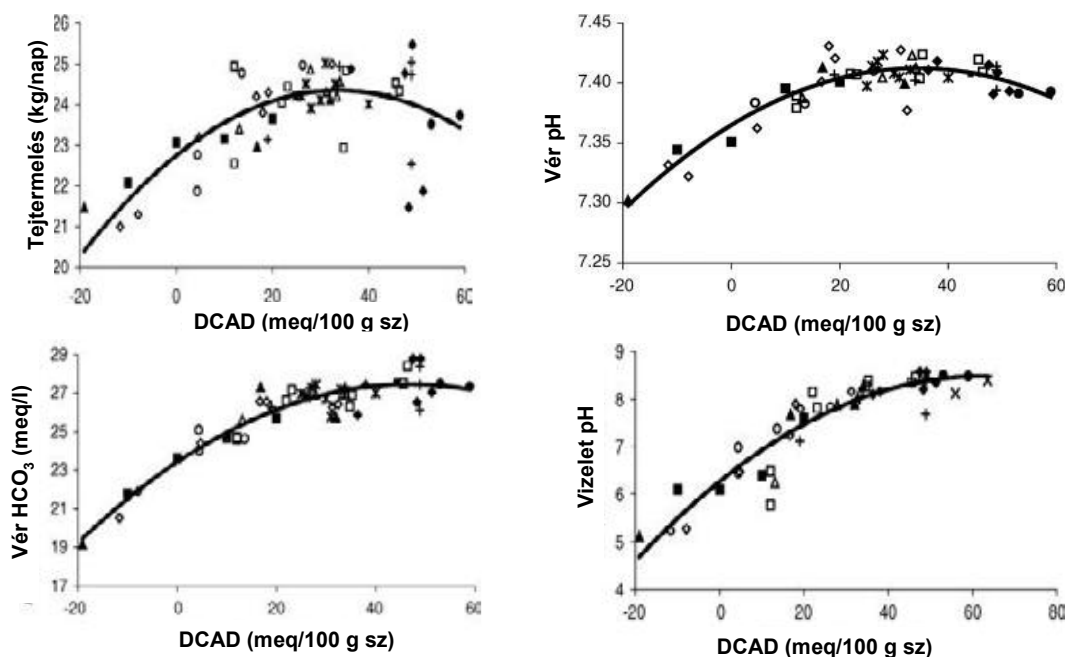 Tejtermelés (kg/nap)
26
25
24
23
22
21
20
-20 0 20 40 60
DCAD (meq/100 g sz)
Vér pH
7.45
7.40
7.35
7.30
7.25
-20 0 20 40 60
DCAD (meq/100 g sz)
Vér HCO3 (meq/l)
29
27
25
23
21
19
17
-20 0 20 40 60
DCAD (meq/100 g sz)
Vizelet pH
9
8
7
6
5
4
-20 0 20 40 60 80
DCAD (meq/100 g sz)